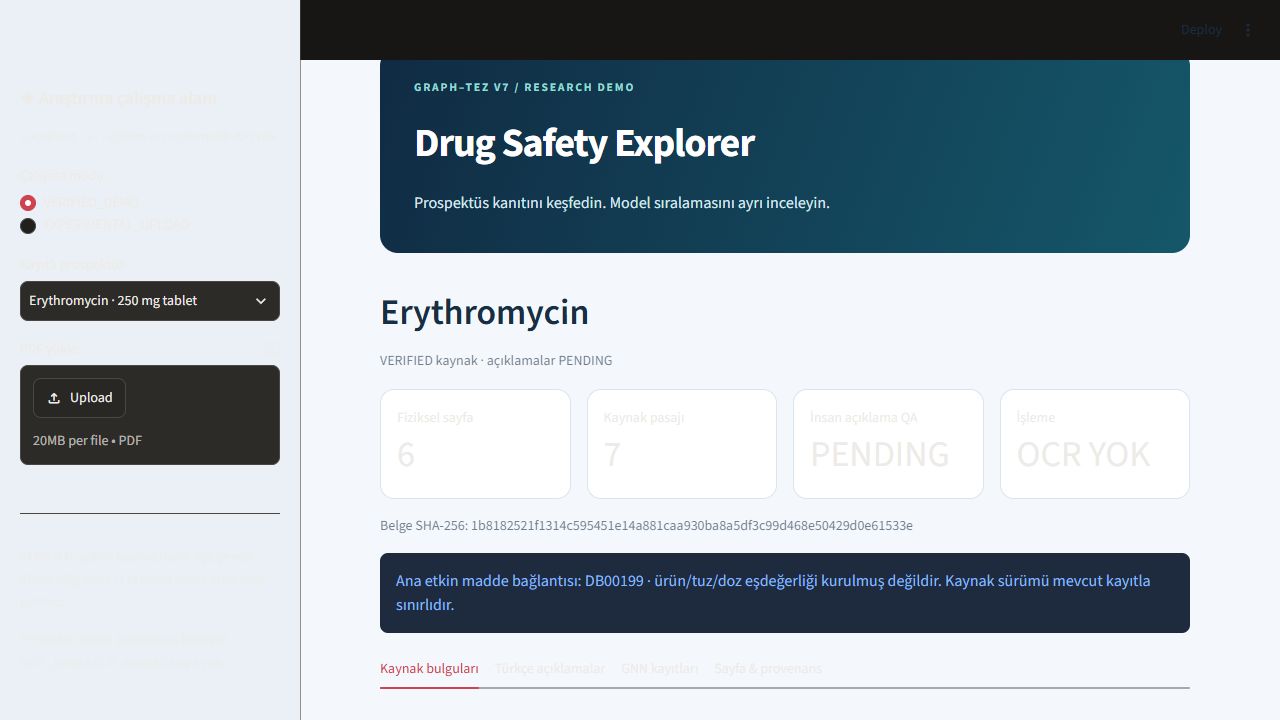 Deploy
Araştırma çalışma alanı
Çalışma modu
VERIFIED_DEMO
EXPERIMENTAL_UPLOAD
Kayıtlı prospektüs
Erythromycin · 250 mg tablet
PDF yükle
Upload
20MB per file • PDF
GRAPH-TEZ V7 / RESEARCH DEMO
Drug Safety Explorer
Prospektüs kanıtını keşfedin. Model sıralamasını ayrı inceleyin.
Erythromycin
VERIFIED kaynak · açıklamalar PENDING
Fiziksel sayfa
6
Kaynak pasajı
7
İnsan açıklama QA
PENDING
İşleme
OCR YOK
Belge SHA-256: 1b8182521f1314c595451e14a881caa930ba8a5df3c99d468e50429d0e61533e
Ana etkin madde bağlantısı: DB00199 · ürün/tuz/doz eşdeğerliği kurulmuş değildir. Kaynak sürümü mevcut kayıtla
sınırlıdır.
Kaynak bulguları
Türkçe açıklamalar
GNN kayıtları
Sayfa & provenans